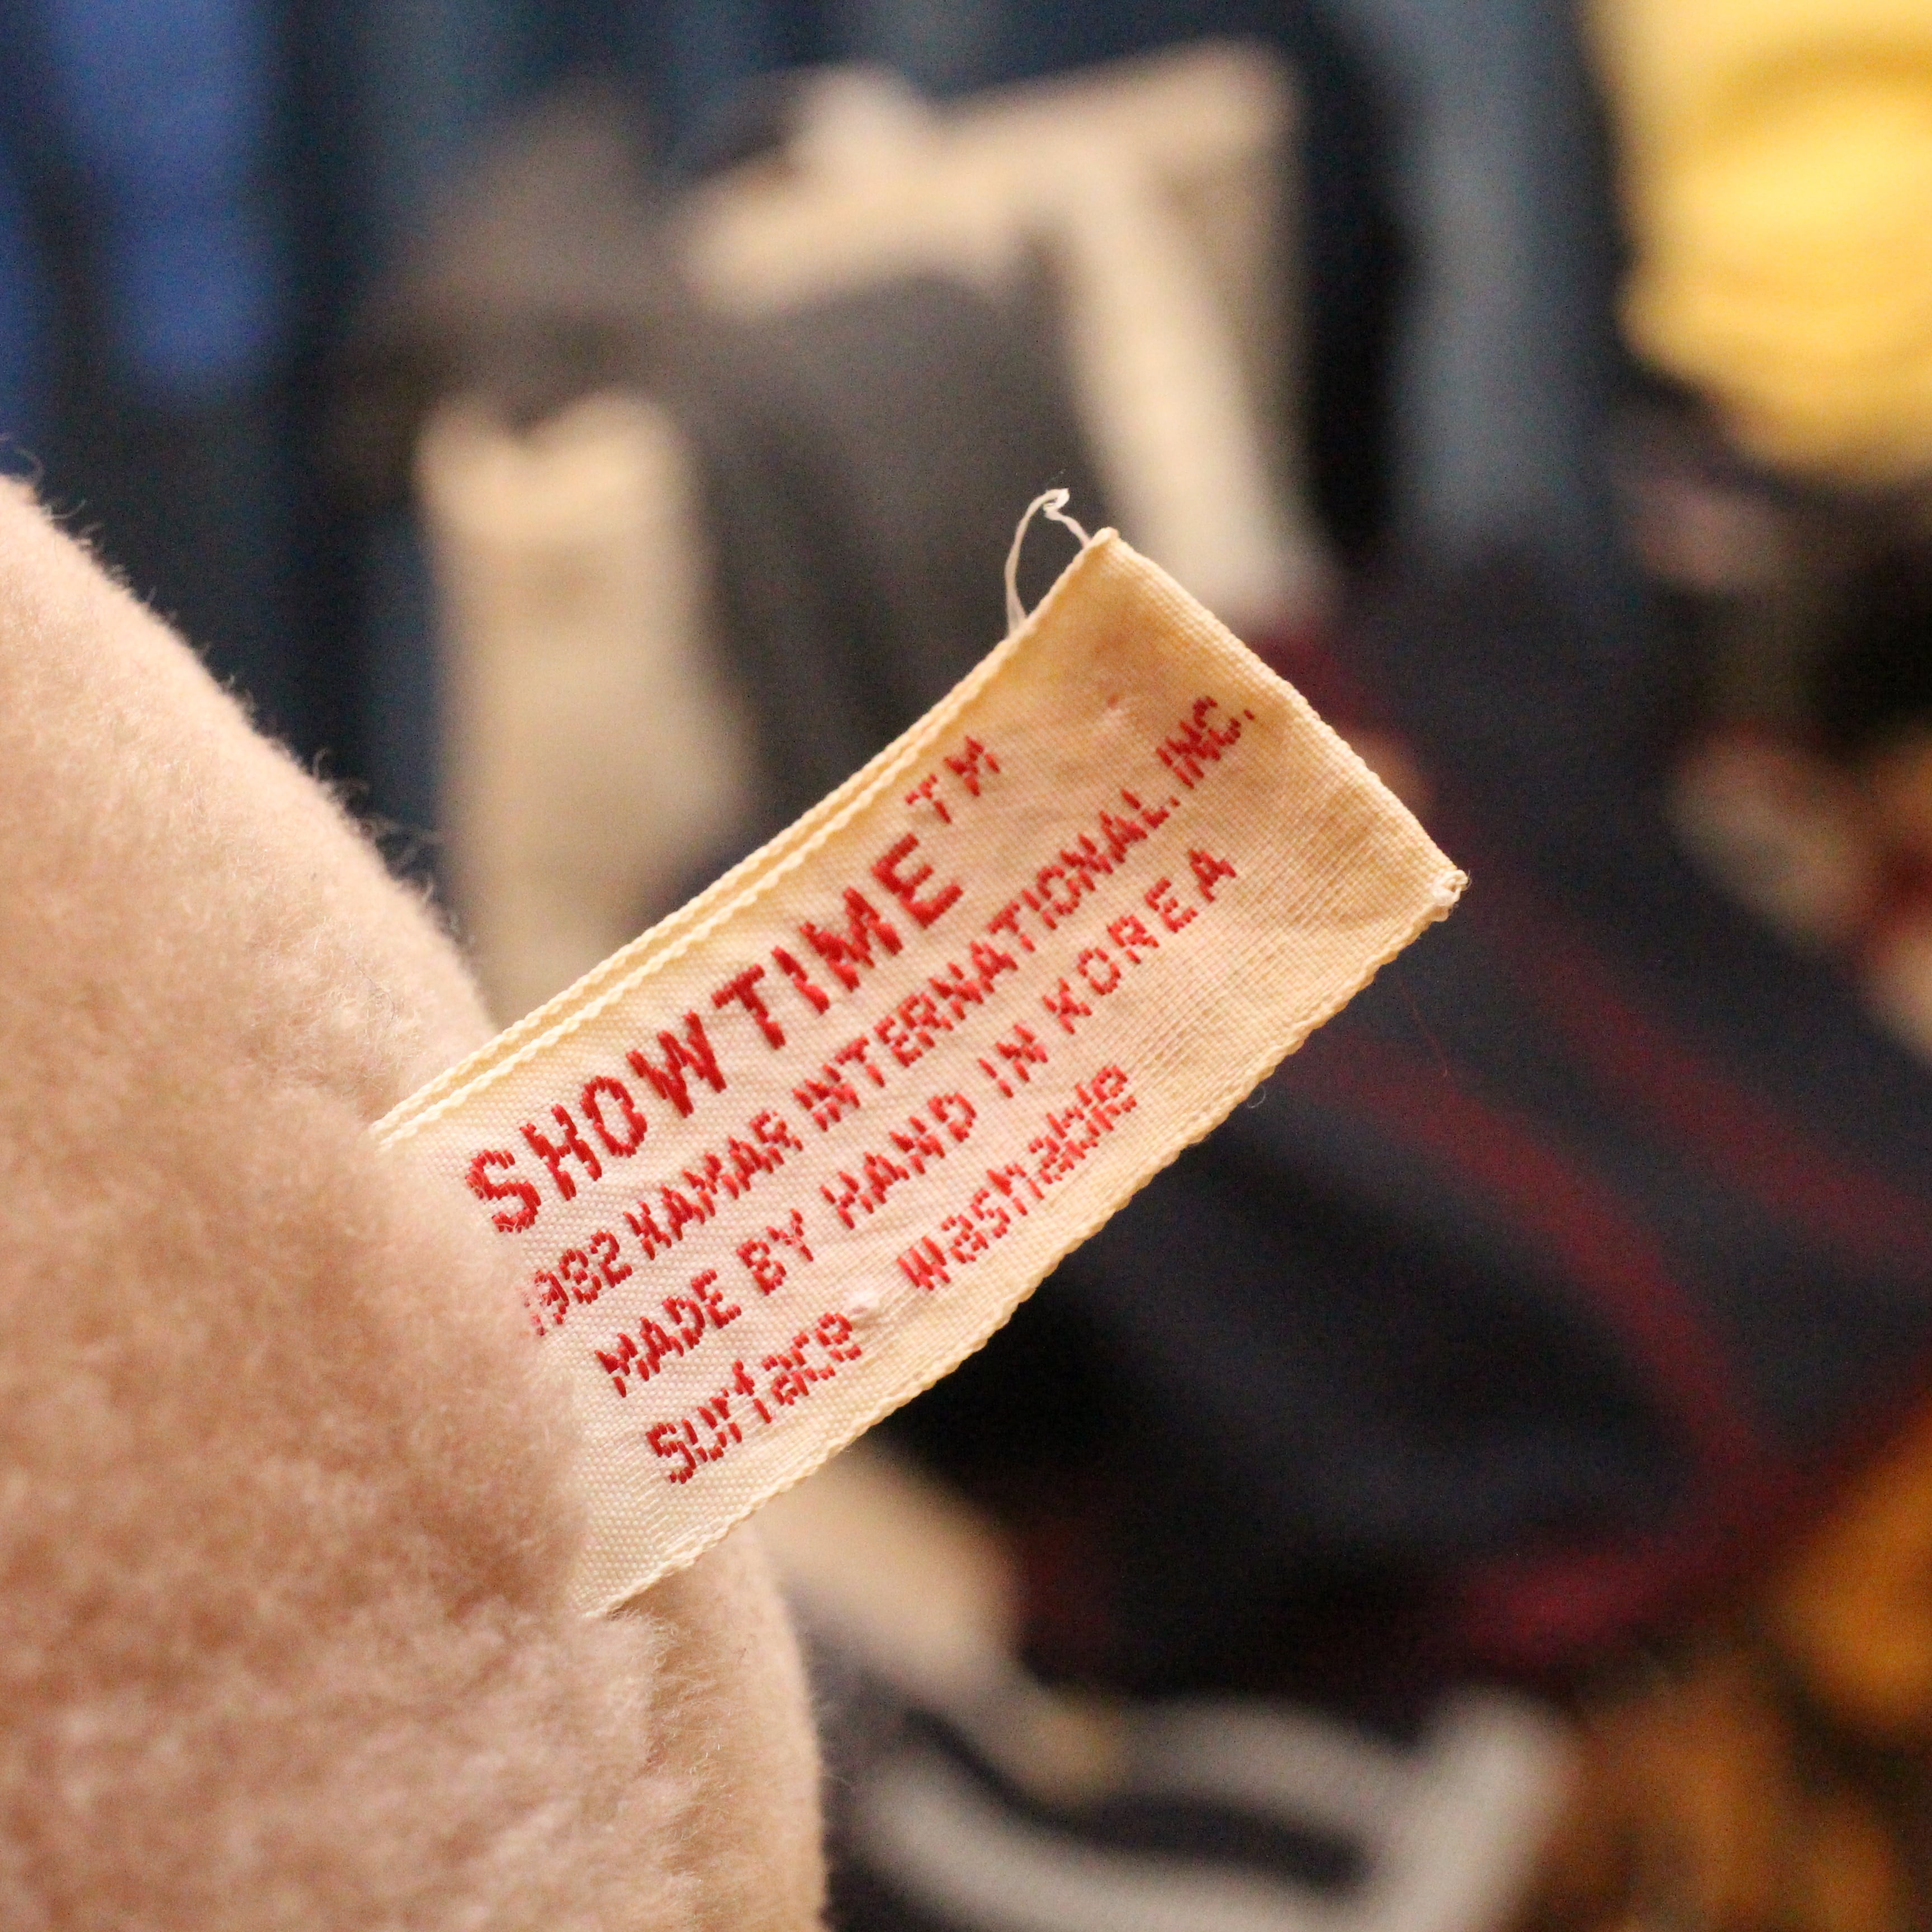 SHOWTIME™
1982 KAMAR INTERNATIONAL. INC.
MADE BY HAND IN KOREA
Surface Washable